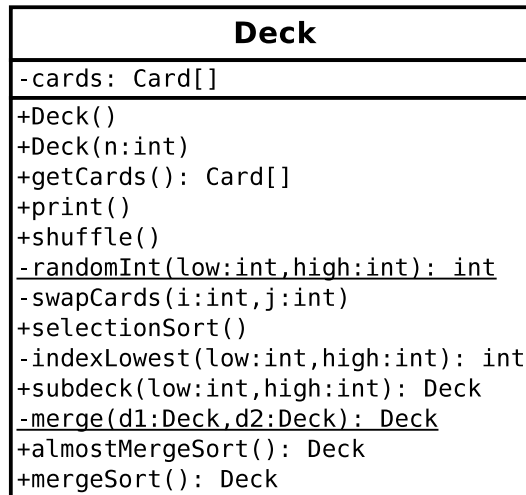 Deck
-cards: Card[]
+Deck()
+Deck(n:int)
+getCards(): Card[]
+print()
+shuffle()
-randomInt(low:int,high:int): int
-swapCards(i:int,j:int)
+selectionSort()
-indexLowest(low:int,high:int): int
+subdeck(low:int,high:int): Deck
-merge(d1:Deck,d2:Deck): Deck
+almostMergeSort(): Deck
+mergeSort(): Deck